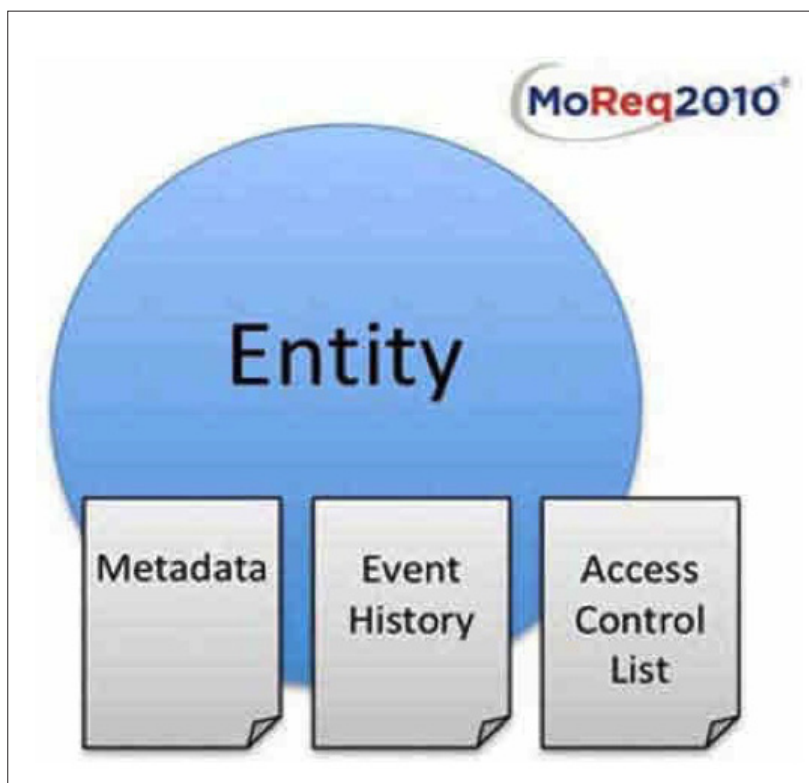 MoReq2010®
Entity
Metadata
Event
History
Access
Control
List